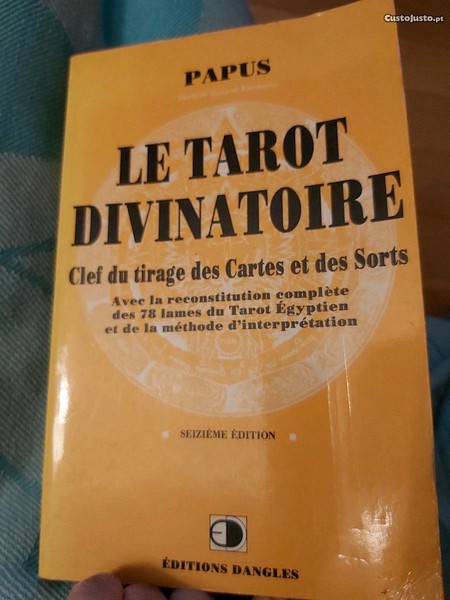 CustoJusto.pt
PAPUS
LE TAROT
DIVINATOIRE
Clef du tirage des Cartes et des Sorts
Avec la reconstitution complète
des 78 lames du Tarot Égyptien
et de la méthode d'interprétation
SEIZIÈME ÉDITION
ÉDITIONS DANGLES